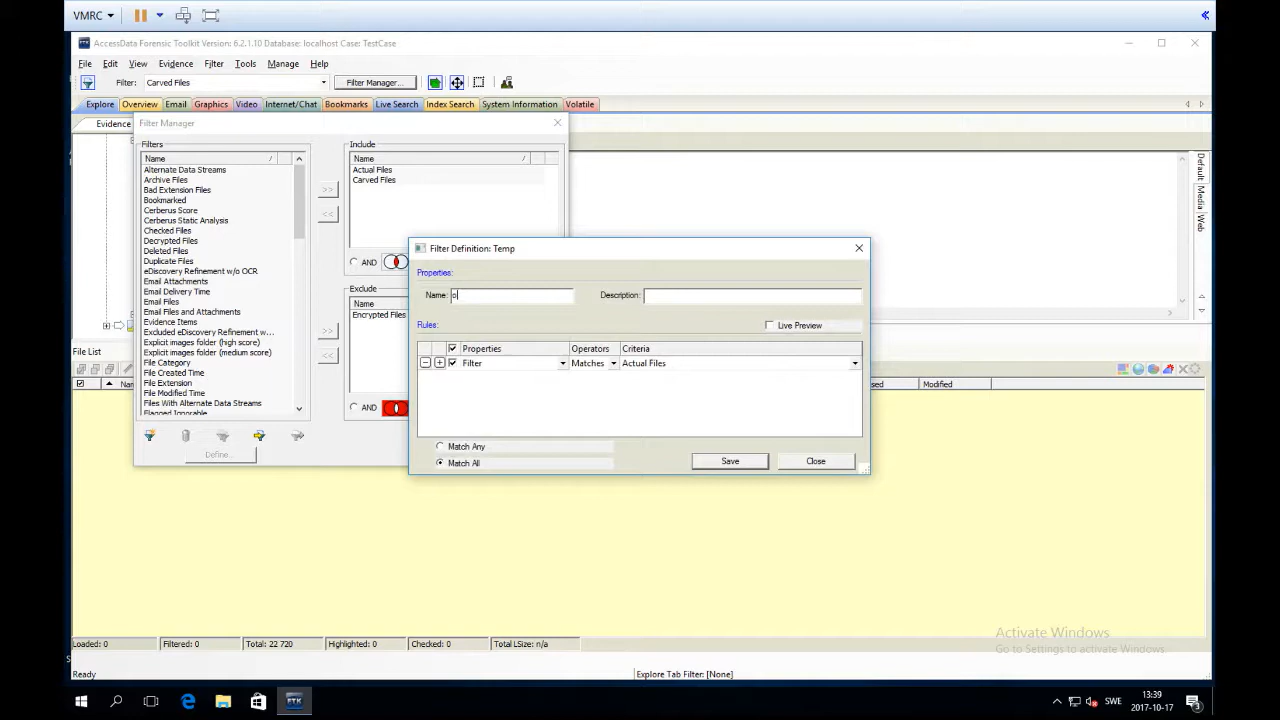 VMRC
AccessData Forensic Toolkit Version: 6.2.1.10 Database: localhost Case: TestCase
File Edit View Evidence Filter Tools Manage Help
Filter: Carved Files Filter Manager...
Explore Overview Email Graphics Video Internet/Chat Bookmarks Live Search Index Search System Information Volatile
Evidence
Filter Manager
Filters
Name
Alternate Data Streams
Archive Files
Bad Extension Files
Bookmarked
Cerberus Score
Cerberus Static Analysis
Checked Files
Decrypted Files
Deleted Files
Duplicate Files
eDiscovery Refinement w/o OCR
Email Attachments
Email Delivery Time
Email Files
Email Files and Attachments
Evidence Items
Excluded eDiscovery Refinement w...
Explicit images folder (high score)
Explicit images folder (medium score)
File Category
File Created Time
File Extension
File Modified Time
Files With Alternate Data Streams
Flagged Ignorable
>>
<<
>>
<<
Define...
Include
Name
Actual Files
Carved Files
AND
Exclude
Name
Encrypted Files
AND
Filter Definition: Temp
Properties:
Name: o Description:
Rules: Live Preview
Properties Operators Criteria
Filter Matches Actual Files
Match Any
Match All
Save Close
Default
Media
Web
File List
Modified
Loaded: 0 Filtered: 0 Total: 22 720 Highlighted: 0 Checked: 0 Total LSize: n/a
Activate Windows
Go to Settings to activate Windows.
Ready Explore Tab Filter: [None]
FTK
SWE
13:39
2017-10-17
3